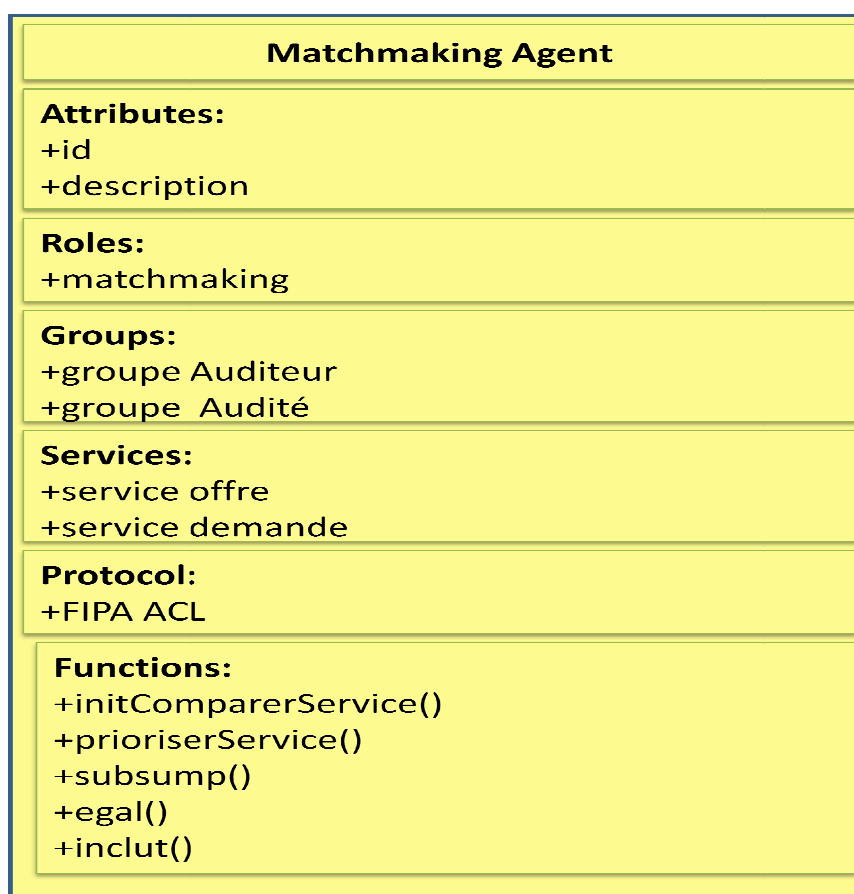 Matchmaking Agent
Attributes:
+id
+description
Roles:
+matchmaking
Groups:
+groupe Auditeur
+groupe  Audité
Services:
+service offre
+service demande
Protocol:
+FIPA ACL
Functions:
+initComparerService()
+prioriserService()
+subsump()
+egal()
+inclut()